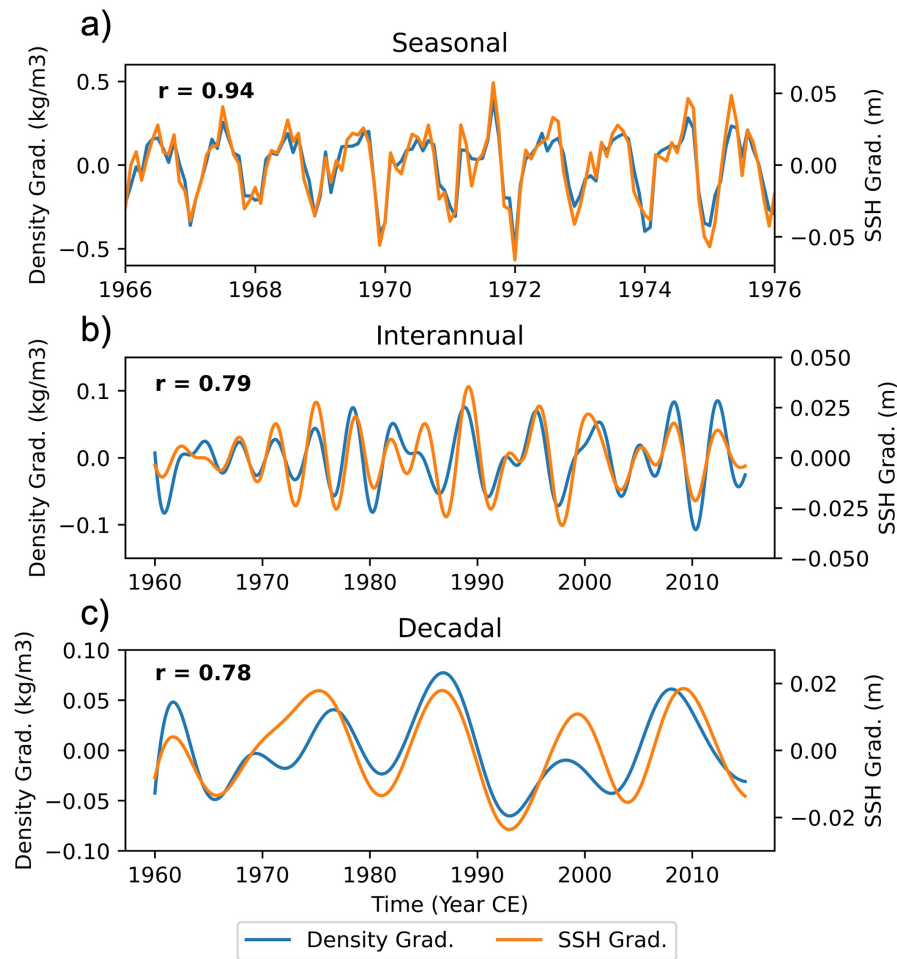 a)
Seasonal
r = 0.94
Density Grad. (kg/m3)
0.5
0.0
−0.5
SSH Grad. (m)
0.05
0.00
−0.05
1966 1968 1970 1972 1974 1976
b)
Interannual
r = 0.79
Density Grad. (kg/m3)
0.1
0.0
−0.1
SSH Grad. (m)
0.050
0.025
0.000
−0.025
−0.050
1960 1970 1980 1990 2000 2010
c)
Decadal
r = 0.78
Density Grad. (kg/m3)
0.10
0.05
0.00
−0.05
−0.10
SSH Grad. (m)
0.02
0.00
−0.02
1960 1970 1980 1990 2000 2010
Time (Year CE)
Density Grad. SSH Grad.